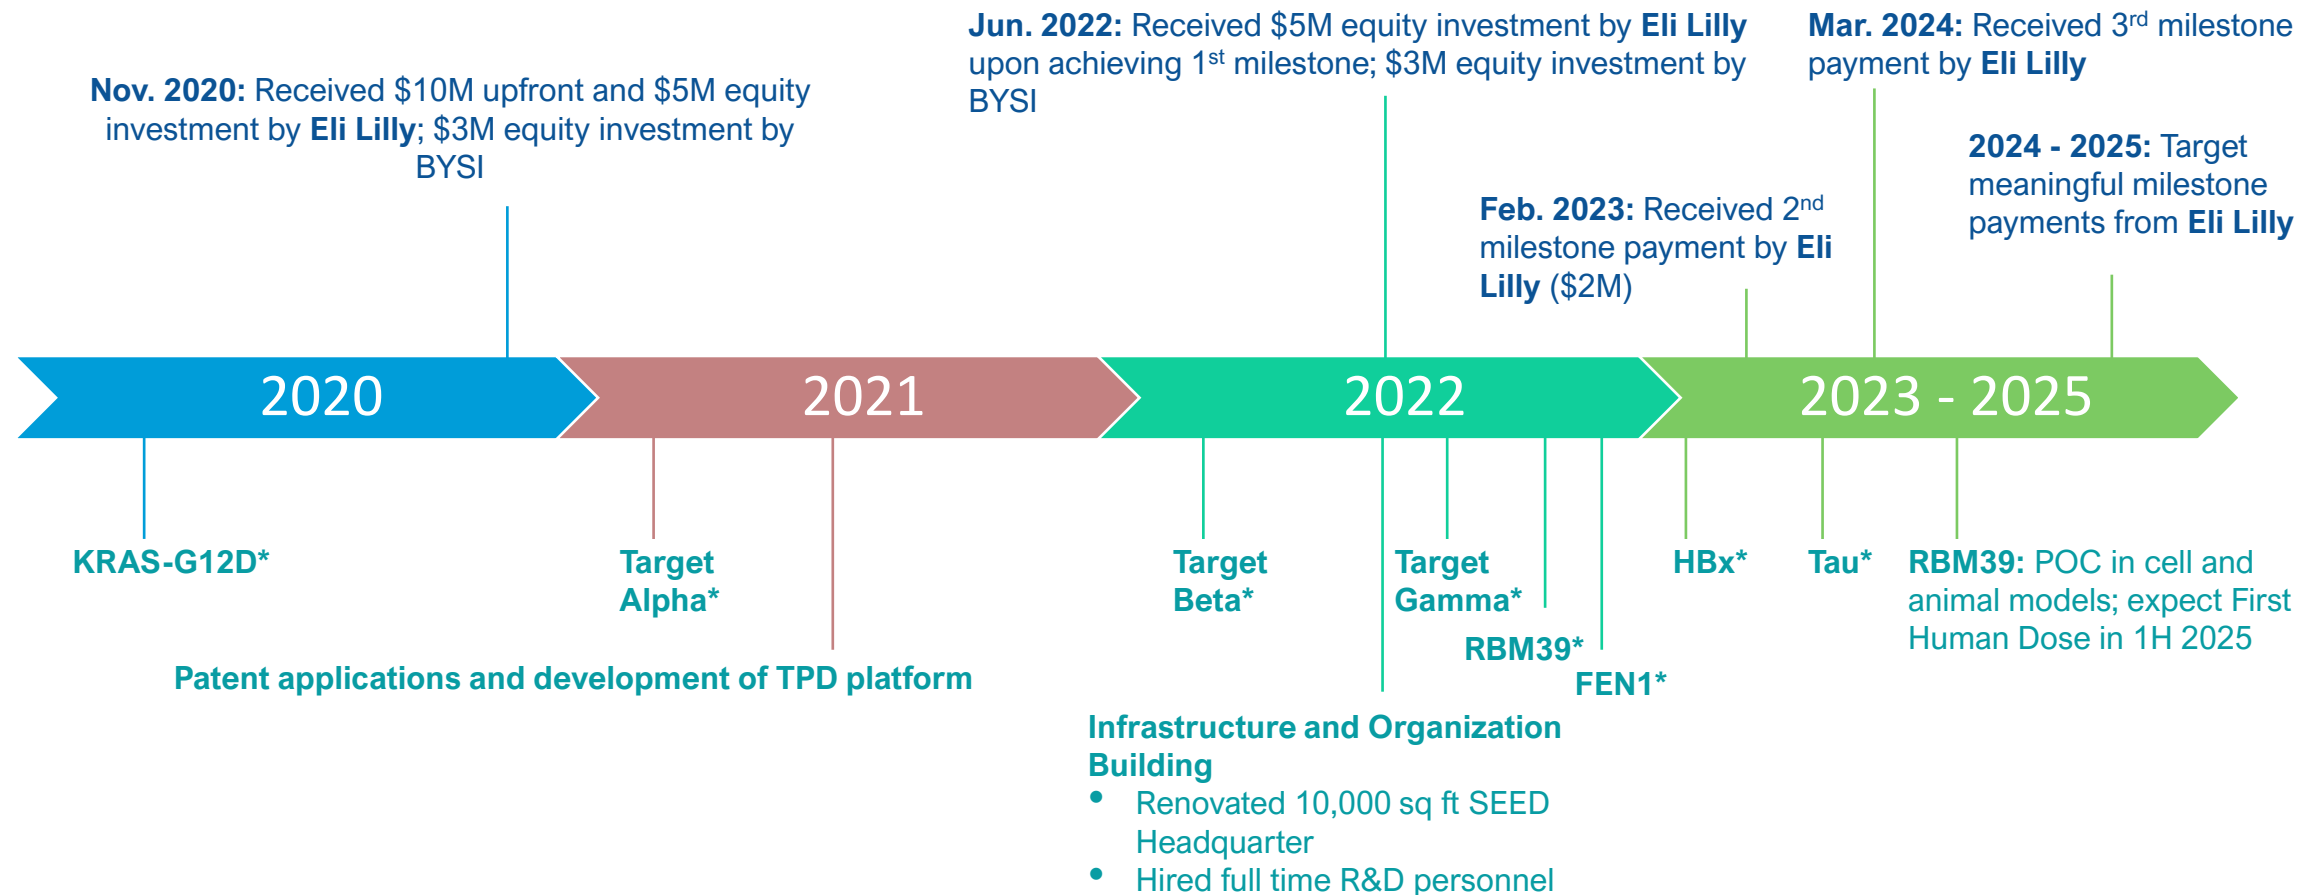 Nov. 2020: Received $10M upfront and $5M equity
investment by Eli Lilly; $3M equity investment by
BYSI
Jun. 2022: Received $5M equity investment by Eli Lilly
upon achieving 1st milestone; $3M equity investment by
BYSI
Feb. 2023: Received 2nd
milestone payment by Eli
Lilly ($2M)
Mar. 2024: Received 3rd milestone
payment by Eli Lilly
2024 - 2025: Target
meaningful milestone
payments from Eli Lilly
2020
2021
2022
2023 - 2025
KRAS-G12D*
Target
Alpha*
Patent applications and development of TPD platform
Target
Beta*
Target
Gamma*
RBM39*
FEN1*
Infrastructure and Organization
Building
• Renovated 10,000 sq ft SEED
Headquarter
• Hired full time R&D personnel
HBx*
Tau*
RBM39: POC in cell and
animal models; expect First
Human Dose in 1H 2025